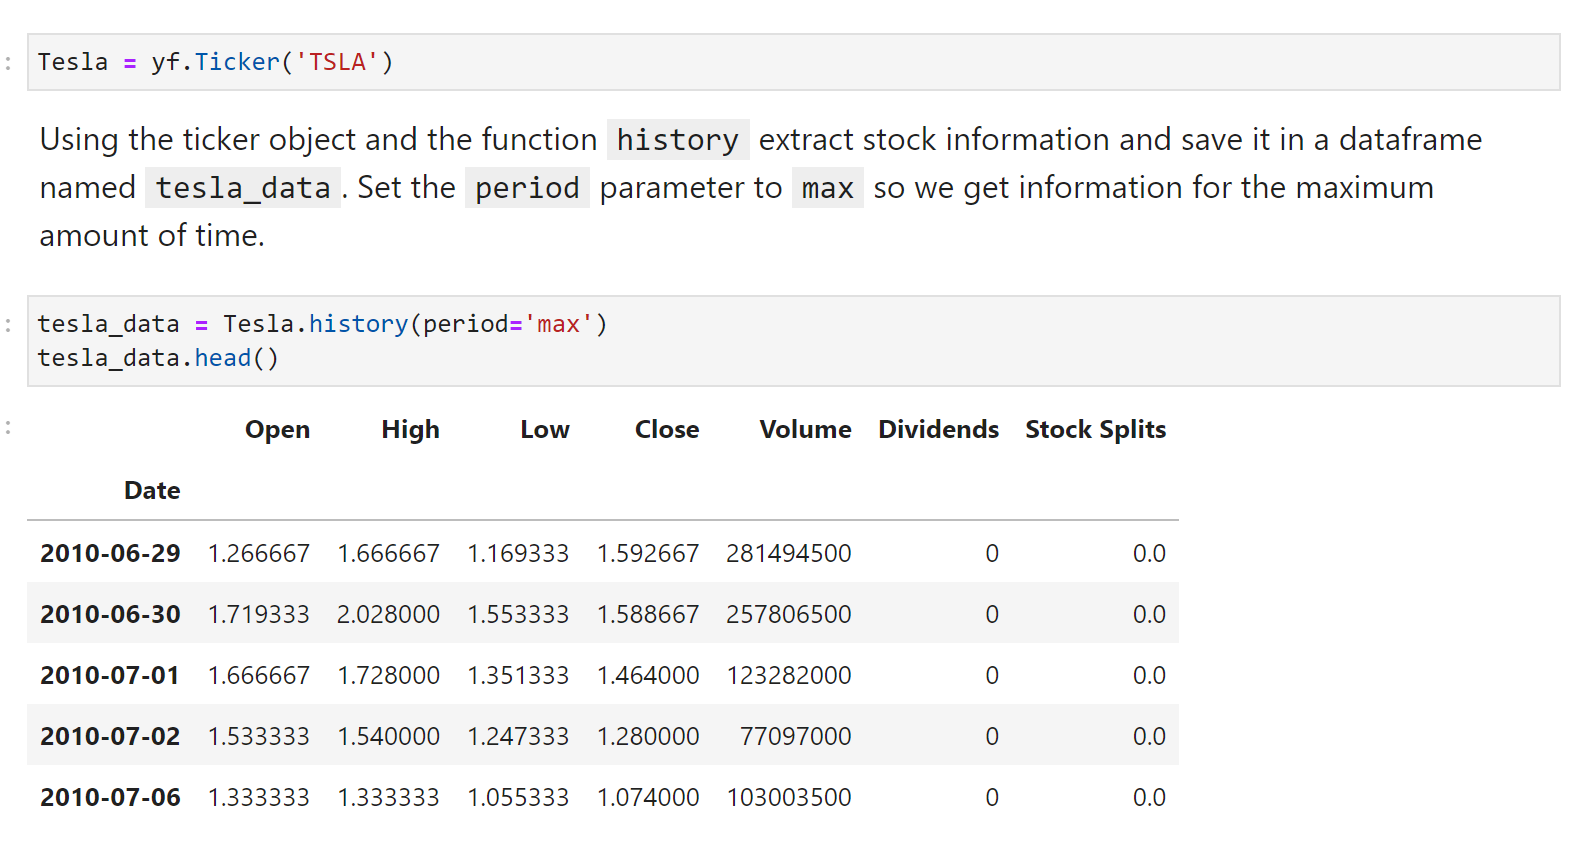 : Tesla = yf.Ticker('TSLA')
Using the ticker object and the function history extract stock information and save it in a dataframe
named tesla_data . Set the period parameter to max so we get information for the maximum
amount of time.
: tesla_data = Tesla.history(period='max')
tesla_data.head()
: Open High Low Close Volume Dividends Stock Splits
Date
2010-06-29 1.266667 1.666667 1.169333 1.592667 281494500 0 0.0
2010-06-30 1.719333 2.028000 1.553333 1.588667 257806500 0 0.0
2010-07-01 1.666667 1.728000 1.351333 1.464000 123282000 0 0.0
2010-07-02 1.533333 1.540000 1.247333 1.280000 77097000 0 0.0
2010-07-06 1.333333 1.333333 1.055333 1.074000 103003500 0 0.0